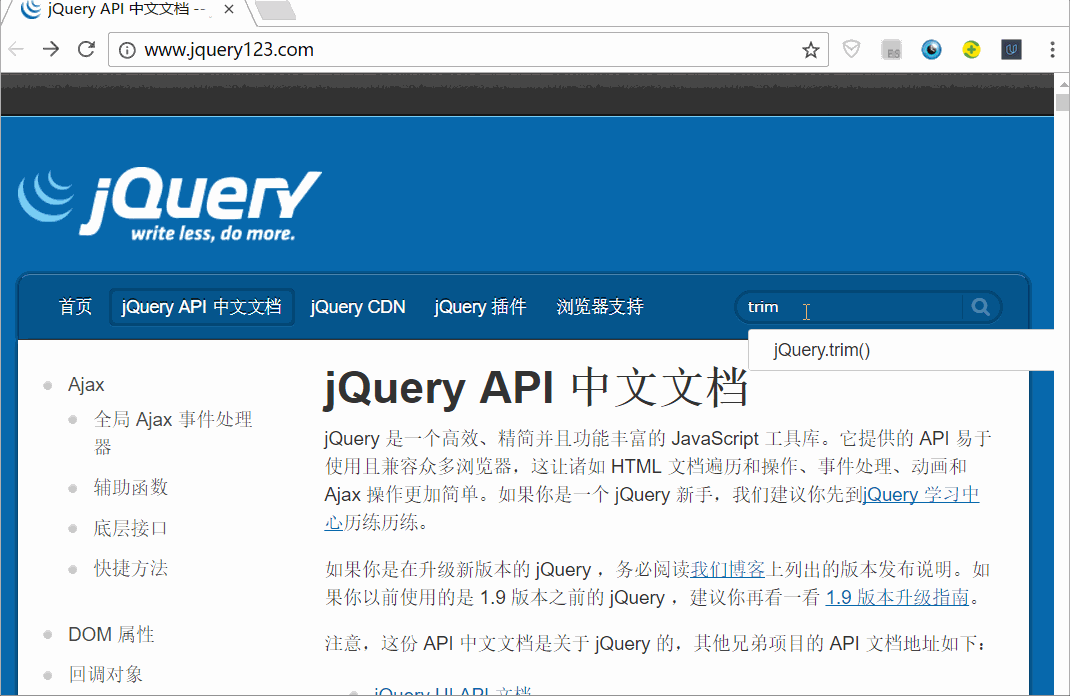 jQuery API 中文文档 --
www.jquery123.com
jQuery
write less, do more.
首页 jQuery API 中文文档 jQuery CDN jQuery 插件 浏览器支持 trim
jQuery.trim()
Ajax
全局 Ajax 事件处理
器
辅助函数
底层接口
快捷方法
DOM 属性
回调对象
jQuery API 中文文档
jQuery 是一个高效、精简并且功能丰富的 JavaScript 工具库。它提供的 API 易于
使用且兼容众多浏览器，这让诸如 HTML 文档遍历和操作、事件处理、动画和
Ajax 操作更加简单。如果你是一个 jQuery 新手，我们建议你先到jQuery 学习中
心历练历练。
如果你是在升级新版本的 jQuery ，务必阅读我们博客上列出的版本发布说明。如
果你以前使用的是 1.9 版本之前的 jQuery ，建议你再看一看 1.9 版本升级指南。
注意，这份 API 中文文档是关于 jQuery 的，其他兄弟项目的 API 文档地址如下：
jQuery UI API 文档